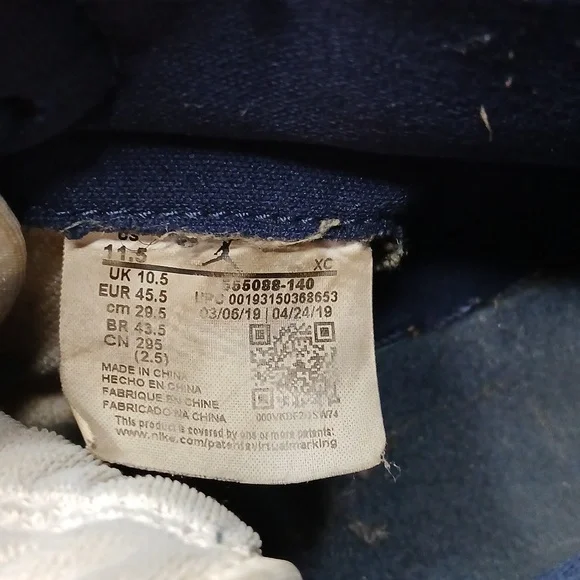 US
11.5
XC
UK 10.5
555088-140
EUR 45.5
UPC 00193150368653
cm 29.5
03/06/19 | 04/24/19
BR 43.5
CN 295
(2.5)
MADE IN CHINA
HECHO EN CHINA
FABRIQUE EN CHINE
FABRICADO NA CHINA
This product is covered by one or more patents:
www.nike.com/patentsvirtualmarking